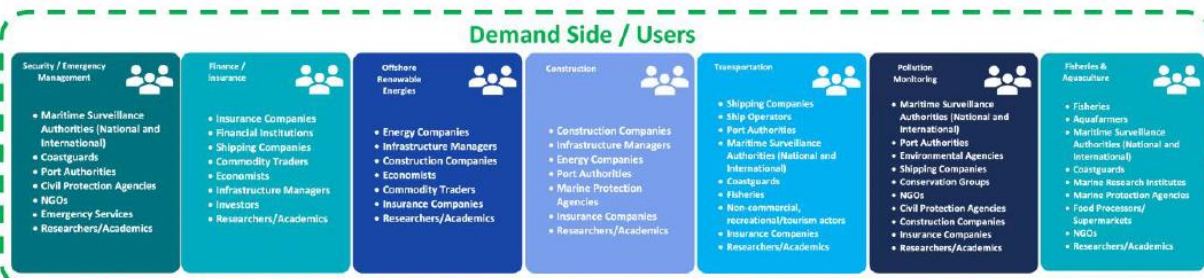 Demand Side / Users
Security / Emergency
Management
• Maritime Surveillance
Authorities (National and
International)
• Coastguards
• Port Authorities
• Civil Protection Agencies
• NGOs
• Emergency Services
• Researchers/Academics
Finance /
Insurance
• Insurance Companies
• Financial Institutions
• Shipping Companies
• Commodity Traders
• Economists
• Infrastructure Managers
• Investors
• Researchers/Academics
Offshore
Renewable
Energies
• Energy Companies
• Infrastructure Managers
• Construction Companies
• Economists
• Commodity Traders
• Insurance Companies
• Researchers/Academics
Construction
• Construction Companies
• Infrastructure Managers
• Energy Companies
• Port Authorities
• Marine Protection
Agencies
• Insurance Companies
• Researchers/Academics
Transportation
• Shipping Companies
• Ship Operators
• Port Authorities
• Maritime Surveillance
Authorities (National and
International)
• Coastguards
• Fisheries
• Non-commercial,
recreational/tourism actors
• Insurance Companies
• Researchers/Academics
Pollution
Monitoring
• Maritime Surveillance
Authorities (National and
International)
• Port Authorities
• Environmental Agencies
• Shipping Companies
• Conservation Groups
• NGOs
• Civil Protection Agencies
• Construction Companies
• Insurance Companies
• Researchers/Academics
Fisheries &
Aquaculture
• Fisheries
• Aquafarmers
• Maritime Surveillance
Authorities (National and
International)
• Coastguards
• Marine Research Institutes
• Marine Protection Agencies
• Food Processors/
Supermarkets
• NGOs
• Researchers/Academics